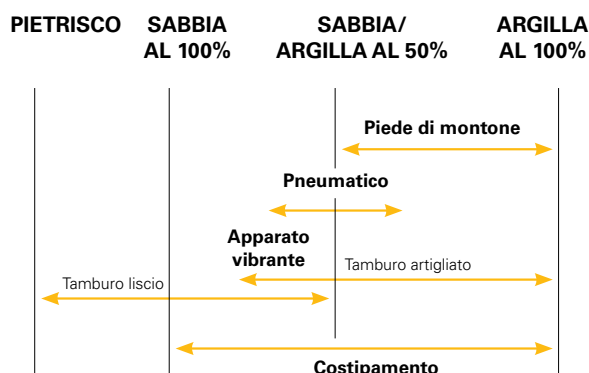 PIETRISCO
SABBIA
AL 100%
SABBIA/
ARGILLA AL 50%
ARGILLA
AL 100%
Piede di montone
Pneumatico
Apparato
vibrante
Tamburo artigliato
Tamburo liscio
Costipamento